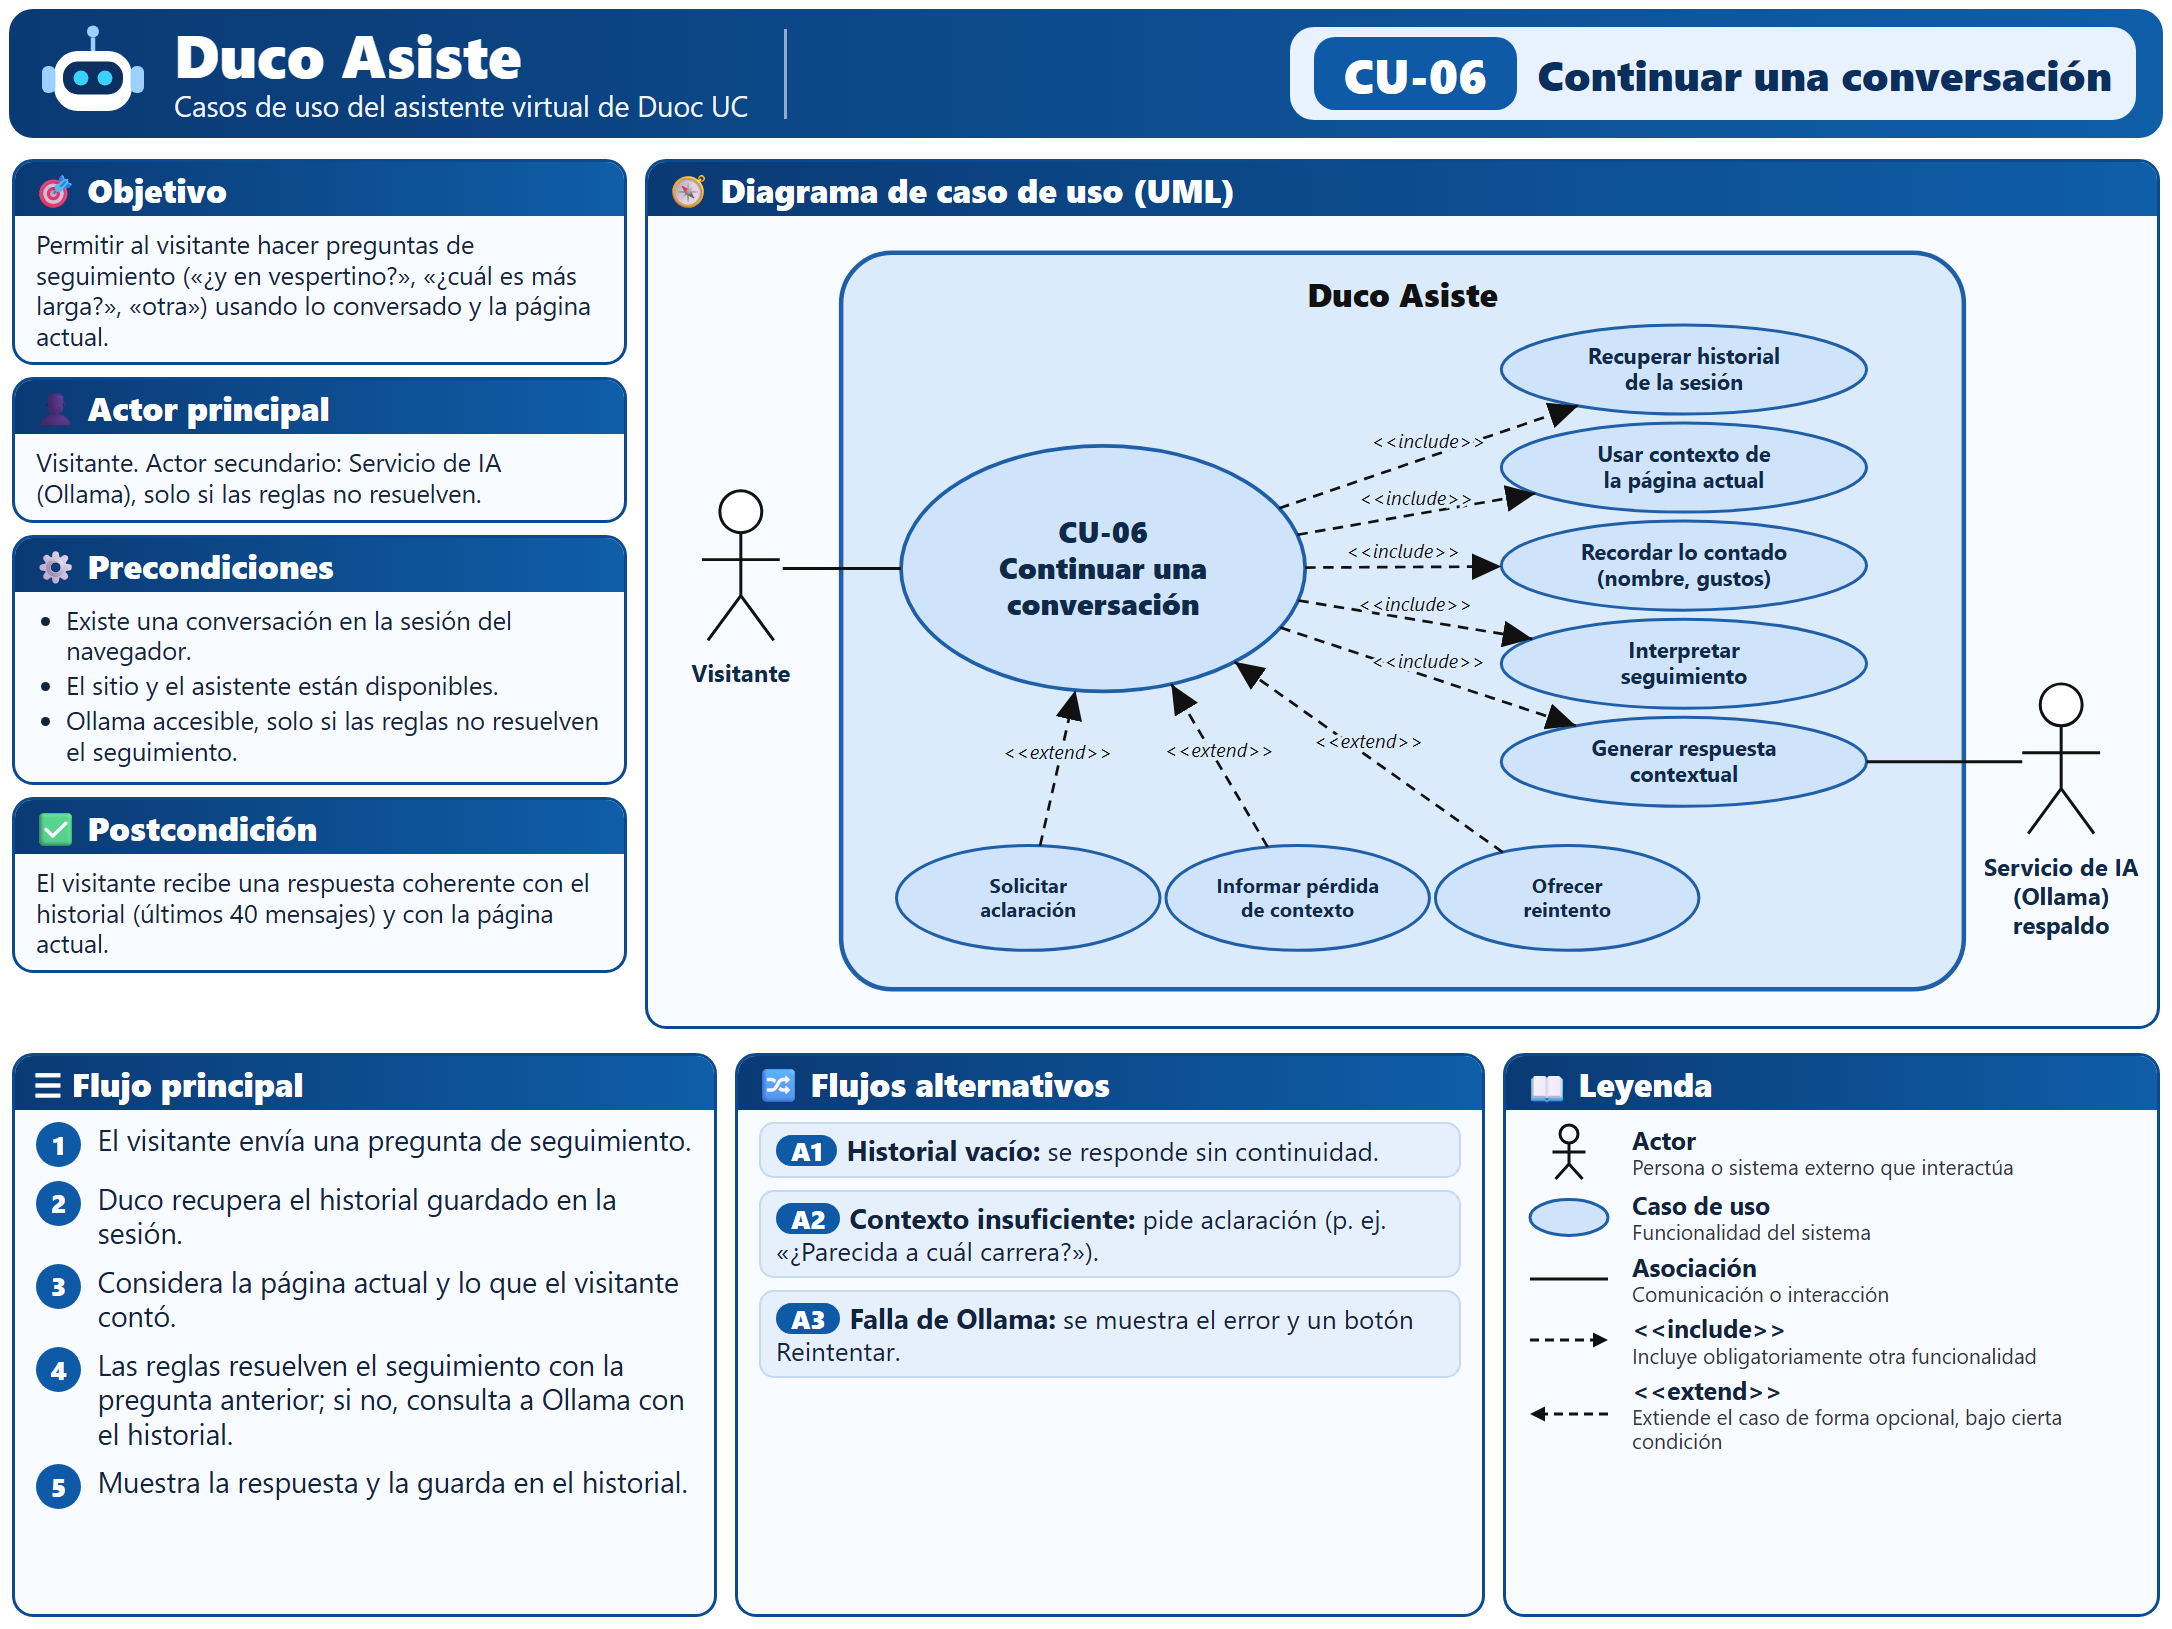 Duco Asiste
Casos de uso del asistente virtual de Duoc UC
CU-06
Continuar una conversación
Objetivo
Permitir al visitante hacer preguntas de
seguimiento («¿y en vespertino?», «¿cuál es más
larga?», «otra») usando lo conversado y la página
actual.
Actor principal
Visitante. Actor secundario: Servicio de IA
(Ollama), solo si las reglas no resuelven.
Precondiciones
• Existe una conversación en la sesión del
navegador.
• El sitio y el asistente están disponibles.
• Ollama accesible, solo si las reglas no resuelven
el seguimiento.
Postcondición
El visitante recibe una respuesta coherente con el
historial (últimos 40 mensajes) y con la página
actual.
Diagrama de caso de uso (UML)
Duco Asiste
Visitante
CU-06
Continuar una
conversación
<<include>>
<<include>>
<<include>>
<<include>>
<<include>>
Recuperar historial
de la sesión
Usar contexto de
la página actual
Recordar lo contado
(nombre, gustos)
Interpretar
seguimiento
Generar respuesta
contextual
<<extend>>
<<extend>>
<<extend>>
Solicitar
aclaración
Informar pérdida
de contexto
Ofrecer
reintento
Servicio de IA
(Ollama)
respaldo
Flujo principal
1 El visitante envía una pregunta de seguimiento.
2 Duco recupera el historial guardado en la
sesión.
3 Considera la página actual y lo que el visitante
contó.
4 Las reglas resuelven el seguimiento con la
pregunta anterior; si no, consulta a Ollama con
el historial.
5 Muestra la respuesta y la guarda en el historial.
Flujos alternativos
A1 Historial vacío: se responde sin continuidad.
A2 Contexto insuficiente: pide aclaración (p. ej.
«¿Parecida a cuál carrera?»).
A3 Falla de Ollama: se muestra el error y un botón
Reintentar.
Leyenda
Actor
Persona o sistema externo que interactúa
Caso de uso
Funcionalidad del sistema
Asociación
Comunicación o interacción
<<include>>
Incluye obligatoriamente otra funcionalidad
<<extend>>
Extiende el caso de forma opcional, bajo cierta
condición